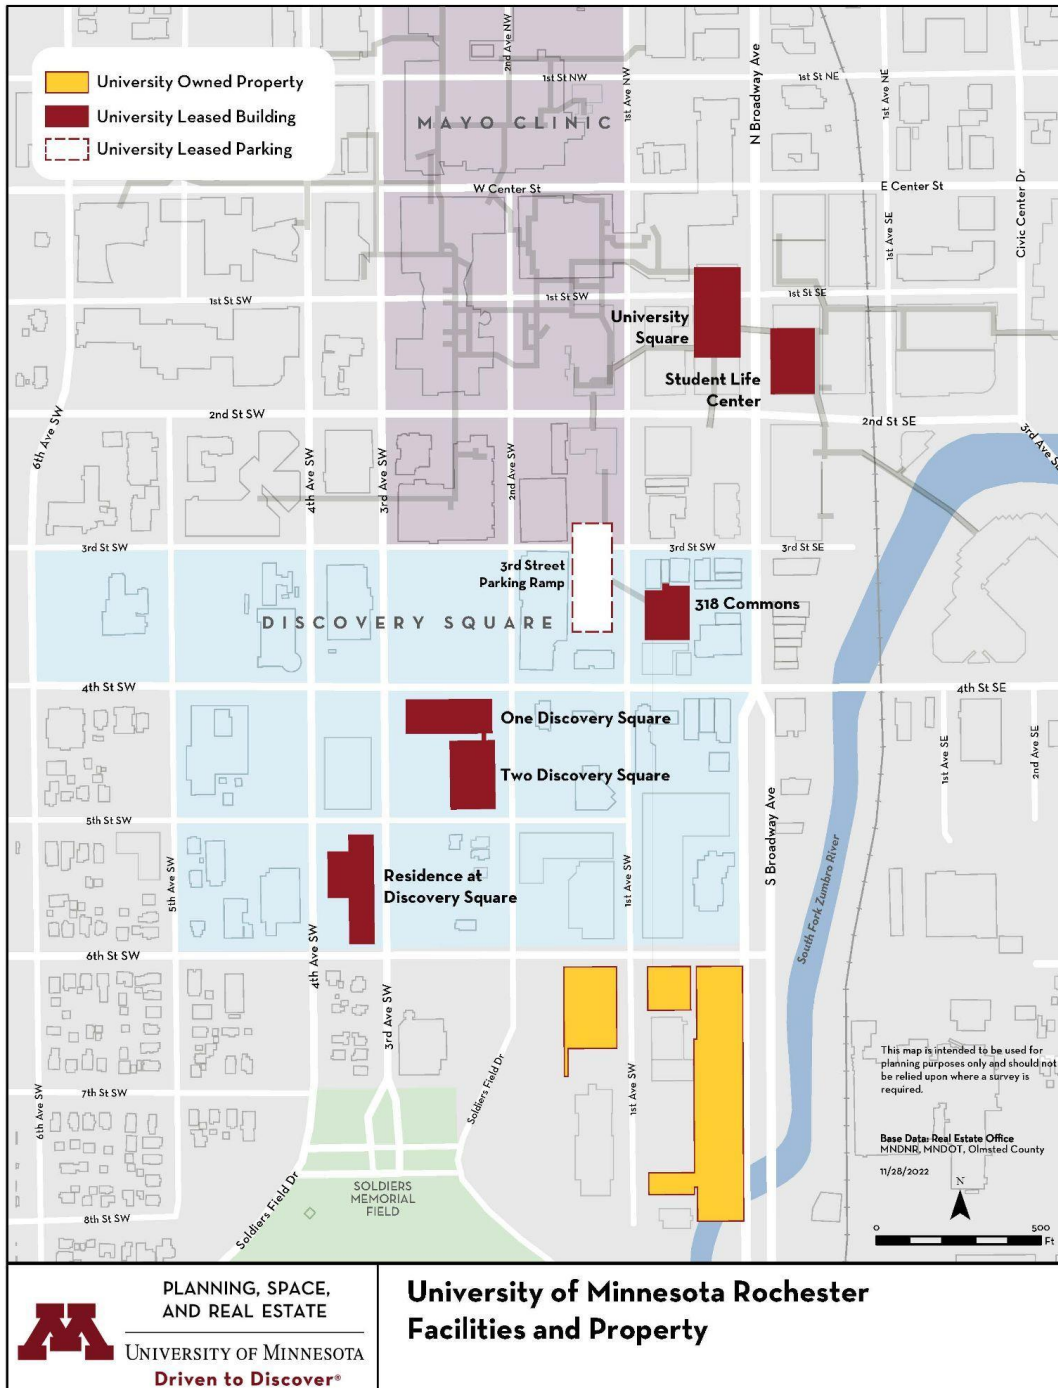 University Owned Property
University Leased Building
University Leased Parking
2nd Ave NW
1st St NW
1st Ave NW
N Broadway Ave
1st St NE
1st Ave NE
MAYO CLINIC
W Center St
E Center St
Civic Center Dr
1st Ave SE
1st St SW
1st St SW
1st St SE
University
Square
Student Life
Center
6th Ave SW
2nd St SW
2nd St SE
3rd Ave SE
4th Ave SW
3rd Ave SW
2nd Ave SW
3rd St SW
3rd St SW
3rd St SE
3rd Street
Parking Ramp
318 Commons
DISCOVERY SQUARE
4th St SW
4th St SE
One Discovery Square
Two Discovery Square
1st Ave SE
2nd Ave SE
5th St SW
S Broadway Ave
5th Ave SW
Residence at
Discovery Square
1st Ave SW
South Fork Zumbro River
6th St SW
4th Ave SW
3rd Ave SW
Soldiers Field Dr
1st Ave SW
7th St SW
6th Ave SW
Soldiers Field Dr
SOLDIERS
MEMORIAL
FIELD
8th St SW
This map is intended to be used for
planning purposes only and should not
be relied upon where a survey is
required.
Base Data: Real Estate Office
MNDNR, MNDOT, Olmsted County
11/28/2022
N
0 500
Ft
PLANNING, SPACE,
AND REAL ESTATE
UNIVERSITY OF MINNESOTA
Driven to Discover®
University of Minnesota Rochester
Facilities and Property